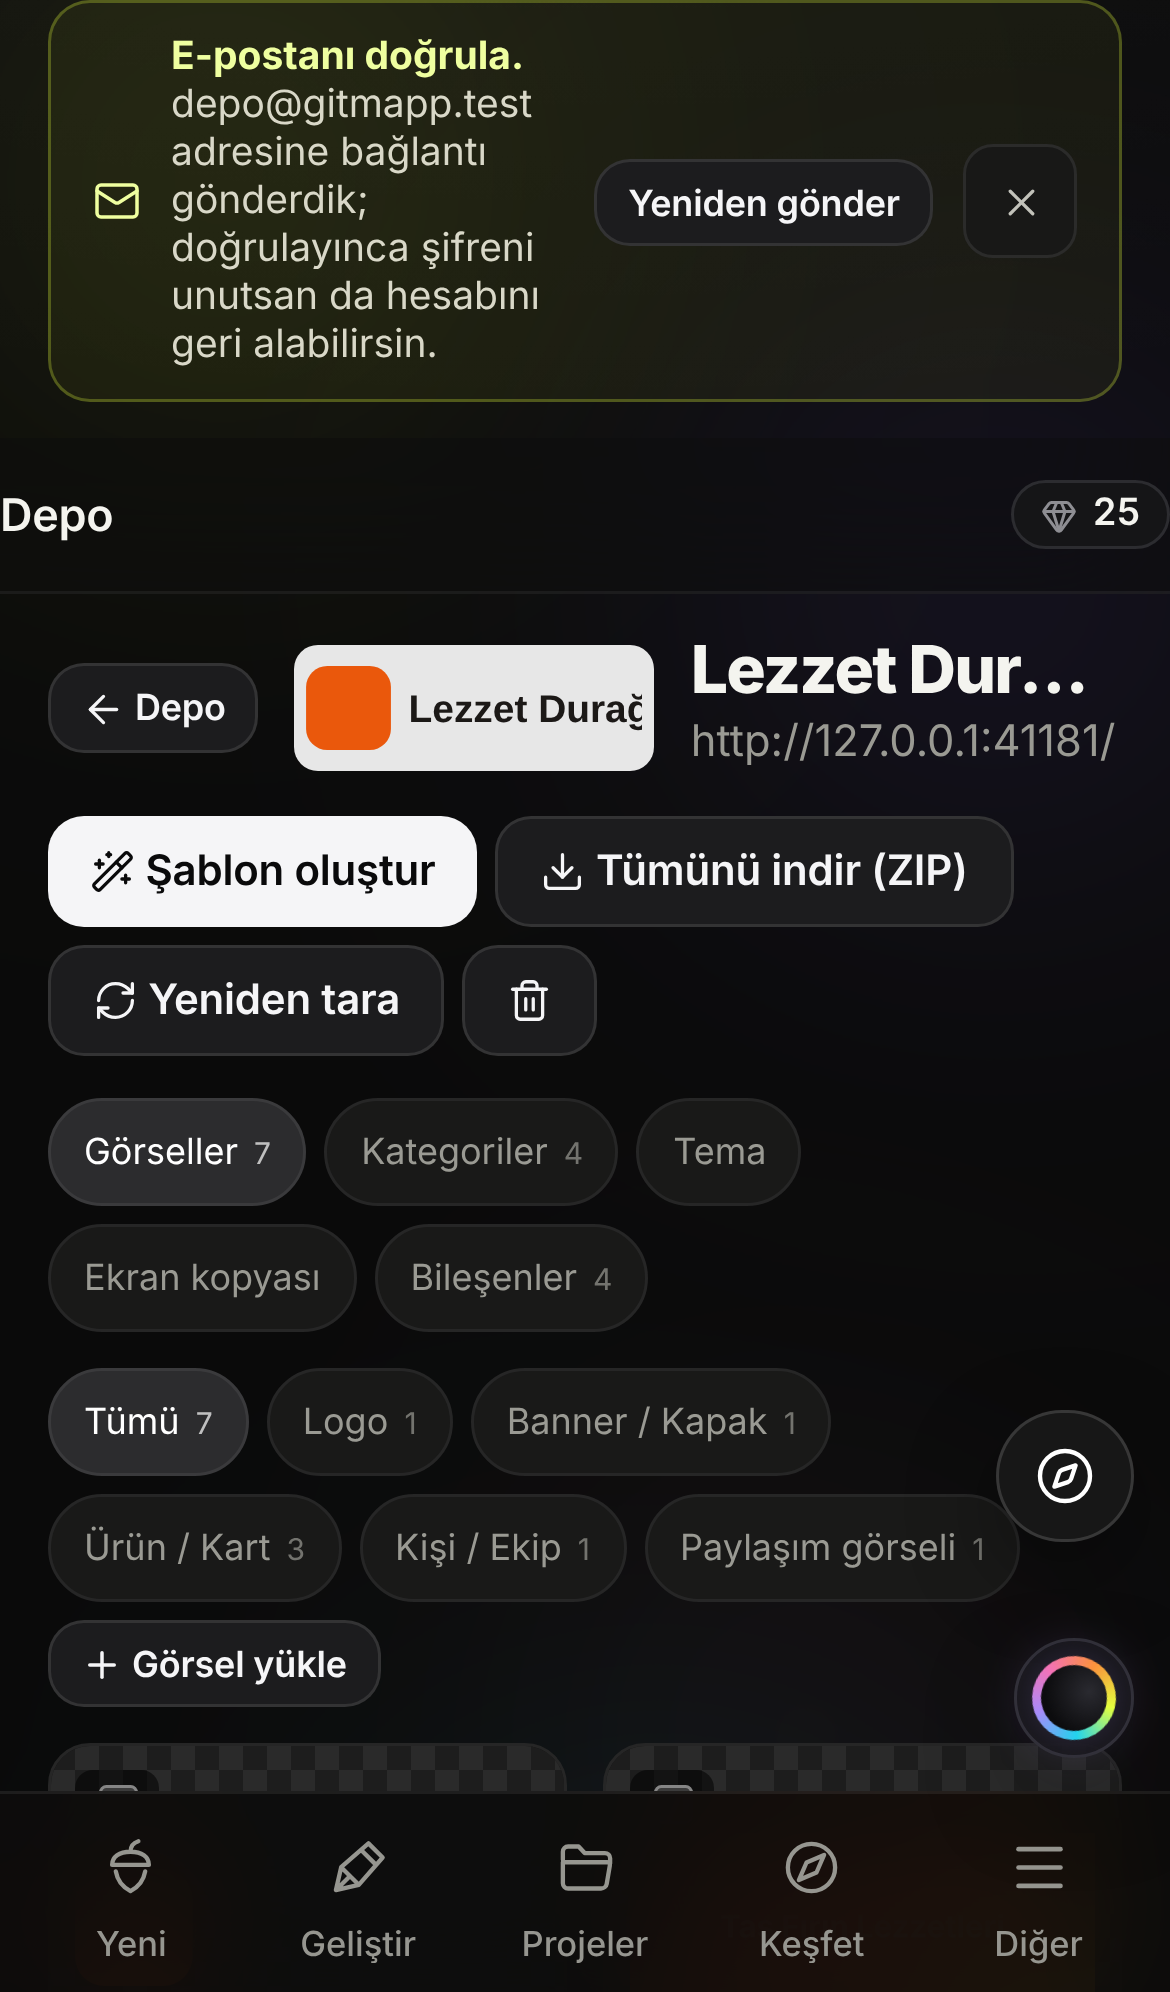 E-postanı doğrula.
depo@gitmapp.test
adresine bağlantı
gönderdik;
doğrulayınca şifreni
unutsan da hesabını
geri alabilirsin.
Yeniden gönder
Depo
25
Depo
Lezzet Durağ
Lezzet Dur...
http://127.0.0.1:41181/
Şablon oluştur
Tümünü indir (ZIP)
Yeniden tara
Görseller 7
Kategoriler 4
Tema
Ekran kopyası
Bileşenler 4
Tümü 7
Logo 1
Banner / Kapak 1
Ürün / Kart 3
Kişi / Ekip 1
Paylaşım görseli 1
Görsel yükle
Yeni
Geliştir
Projeler
Keşfet
Diğer